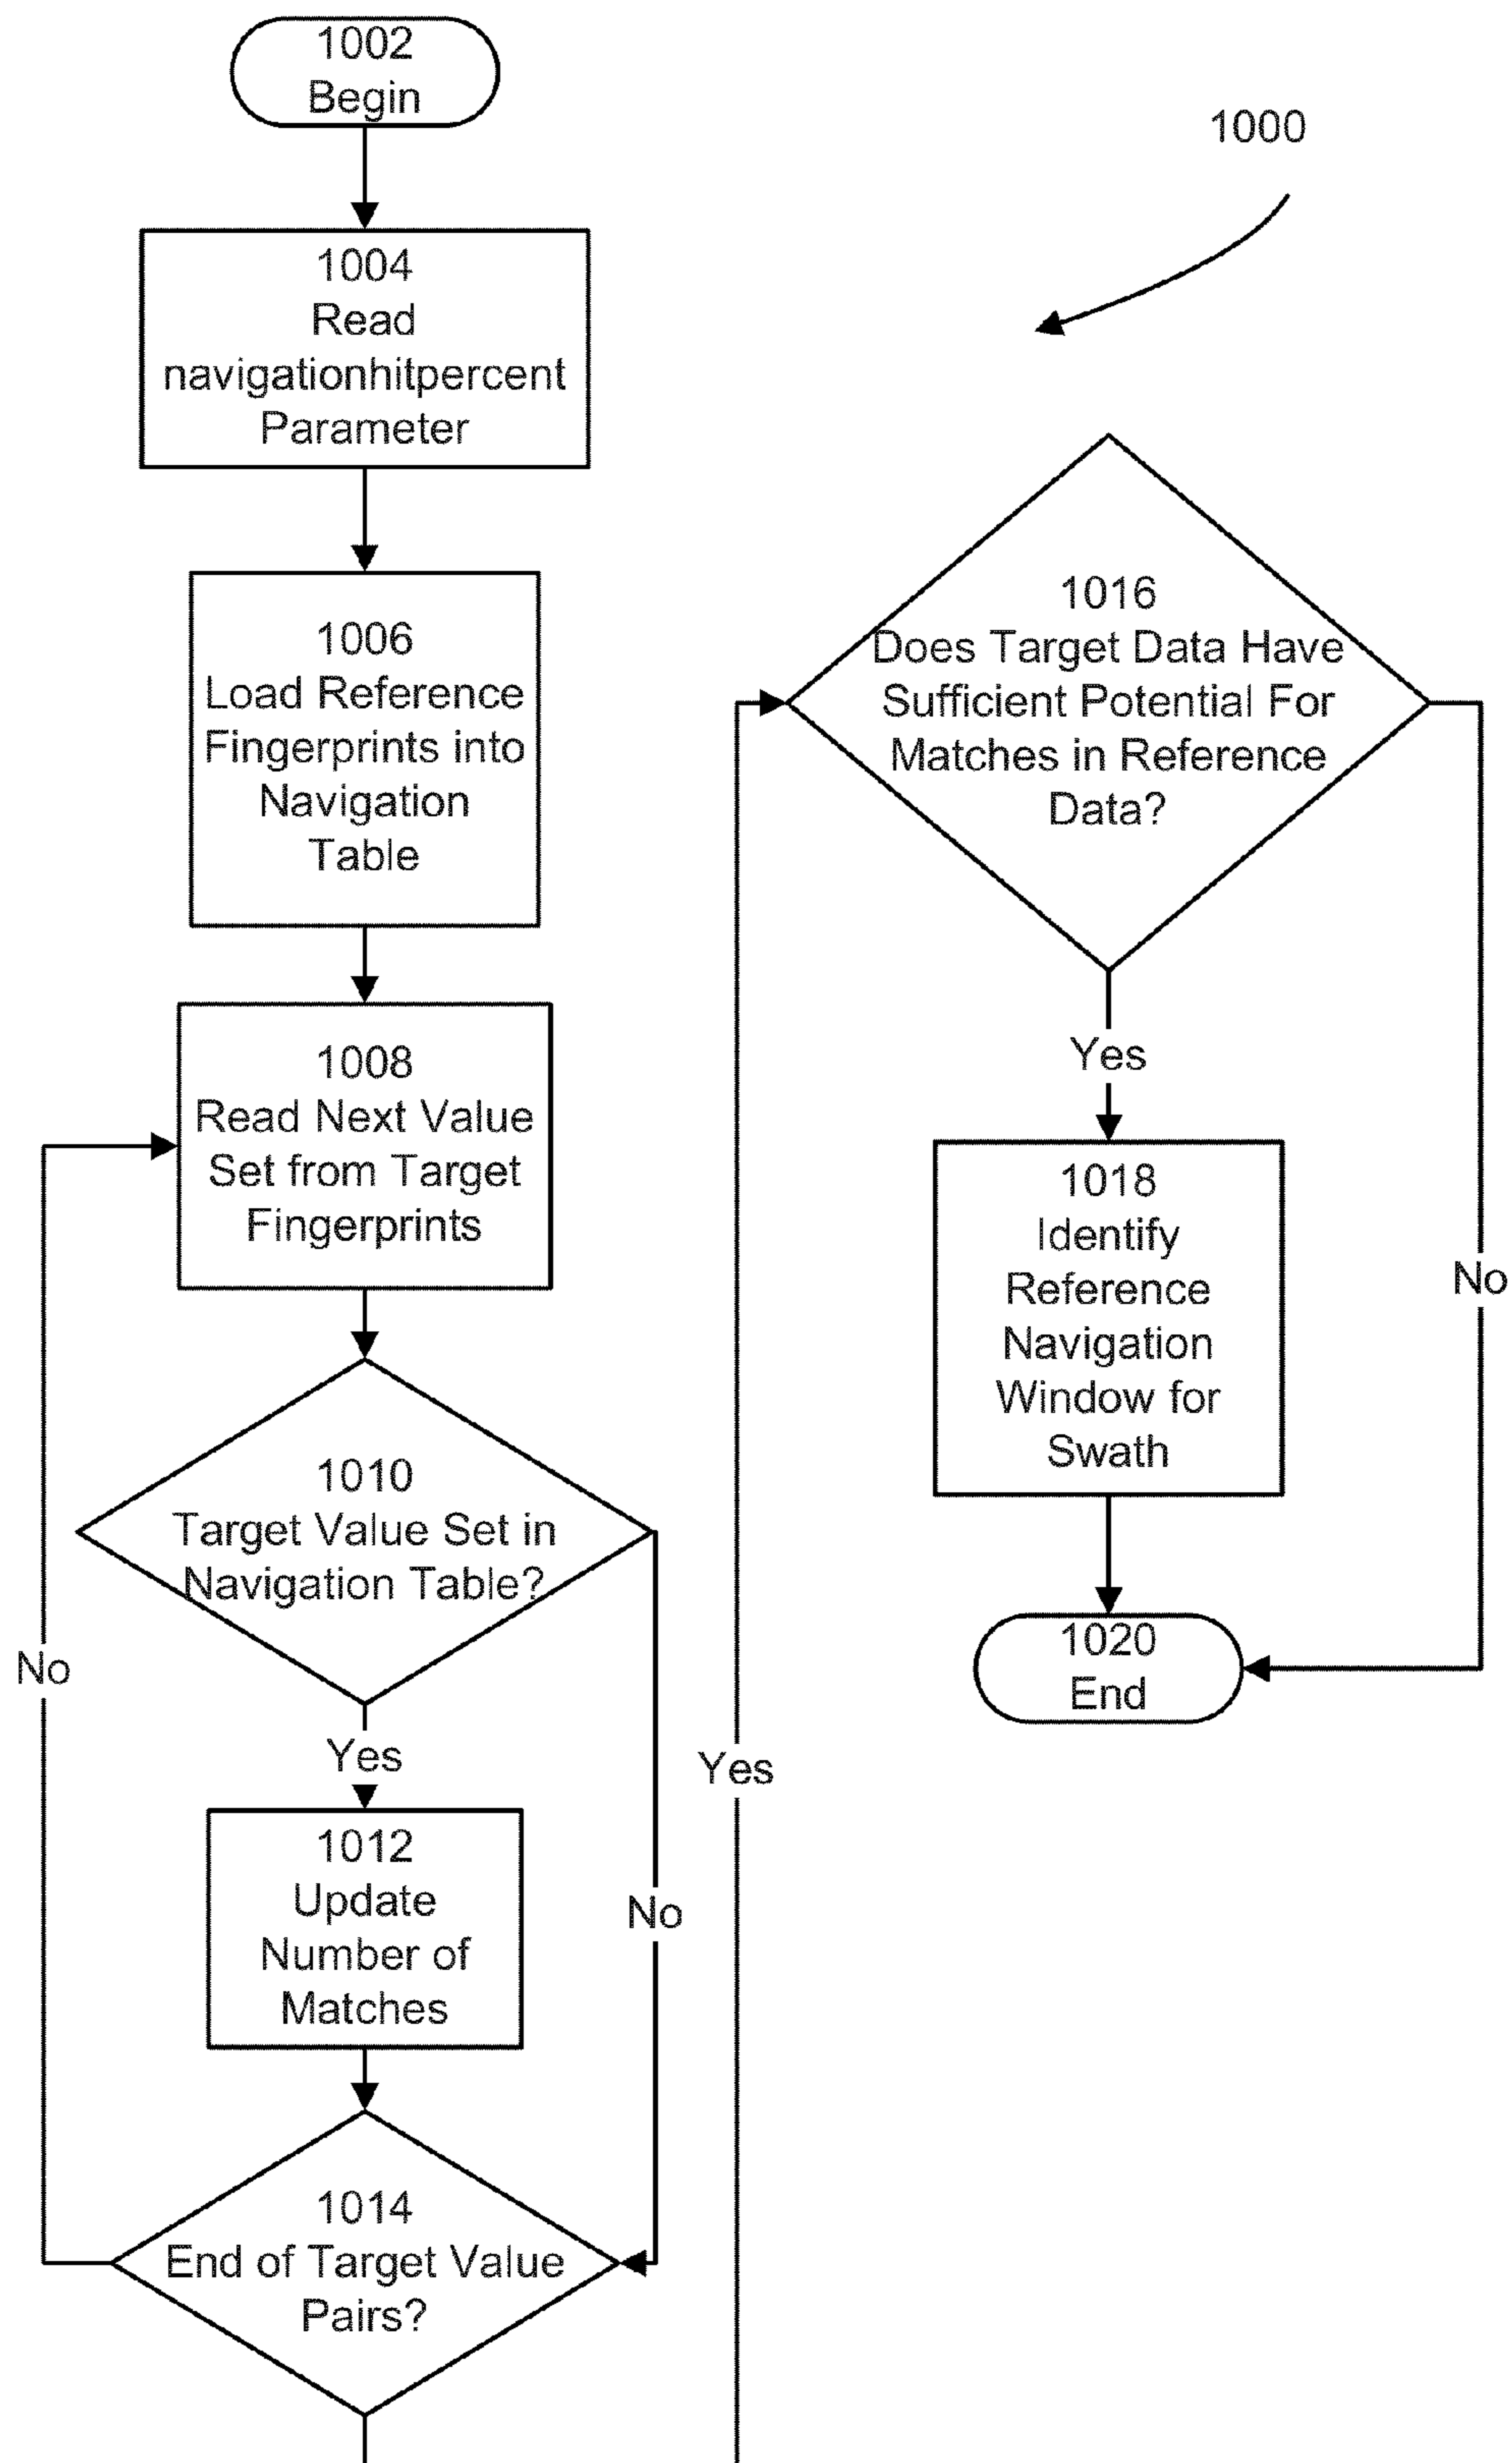 1002
Begin
1000
1004
Read
navigationhitpercent
Parameter
1006
Load Reference
Fingerprints into
Navigation
Table
1008
Read Next Value
Set from Target
Fingerprints
1010
Target Value Set in
Navigation Table?
Yes
No
1012
Update
Number of
Matches
No
1014
End of Target Value
Pairs?
Yes
1016
Does Target Data Have
Sufficient Potential For
Matches in Reference
Data?
Yes
No
1018
Identify
Reference
Navigation
Window for
Swath
1020
End